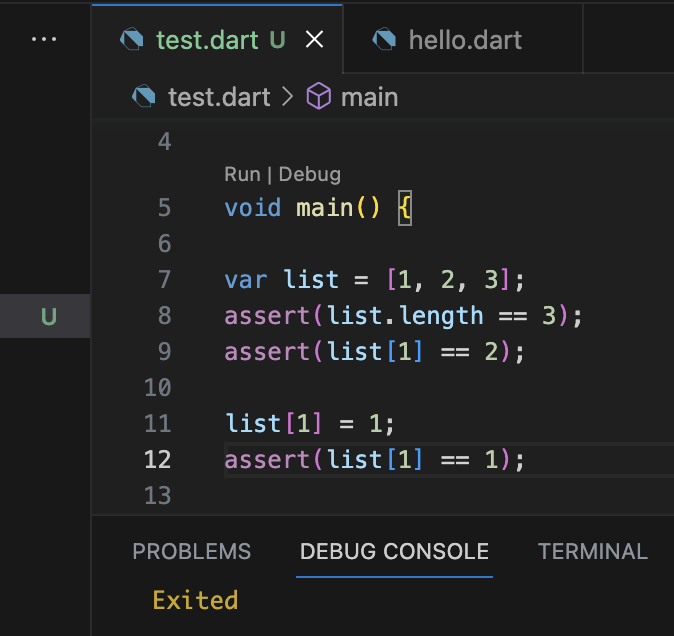 ...
test.dart U
hello.dart
test.dart > main
4
Run | Debug
5 void main() {
6
7 var list = [1, 2, 3];
8 assert(list.length == 3);
9 assert(list[1] == 2);
10
11 list[1] = 1;
12 assert(list[1] == 1);
13
U
PROBLEMS DEBUG CONSOLE TERMINAL
Exited